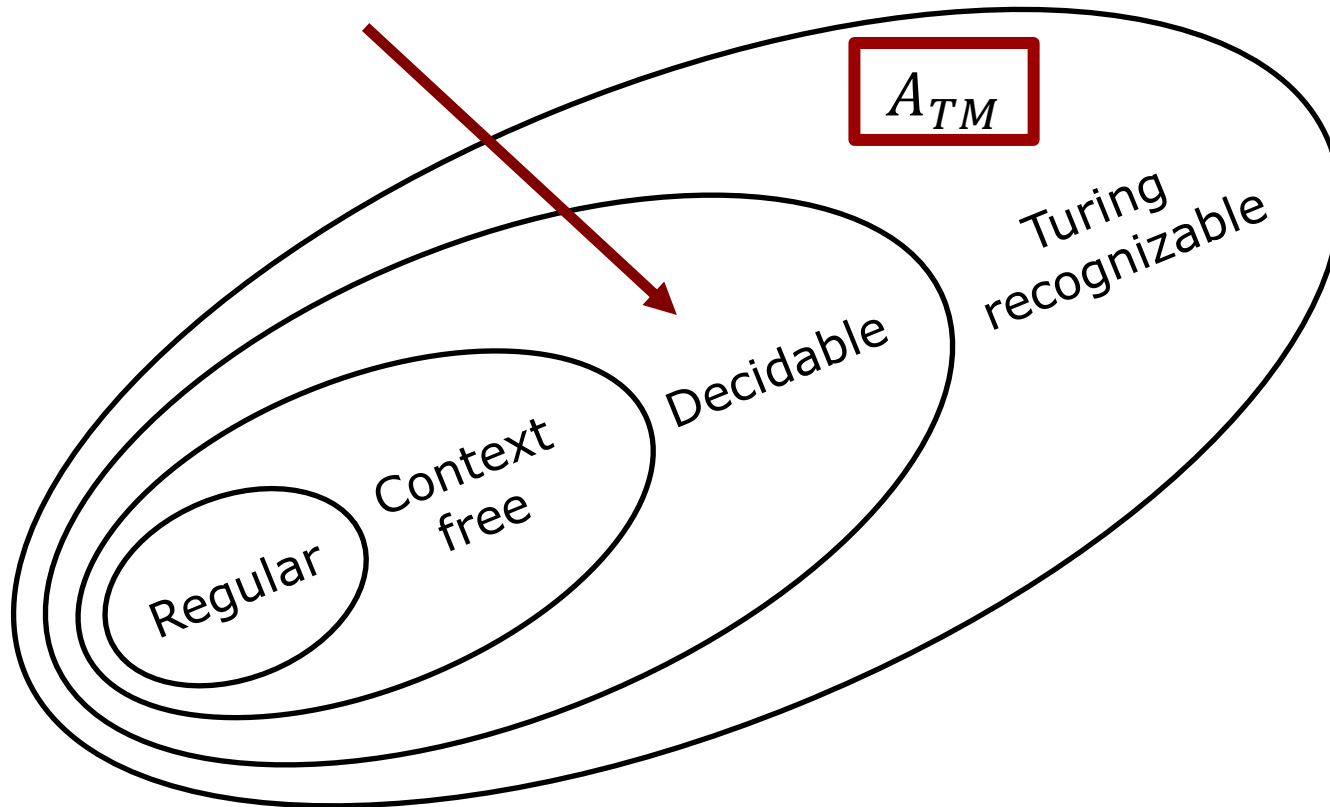 A_TM
Turing
recognizable
Decidable
Context
free
Regular